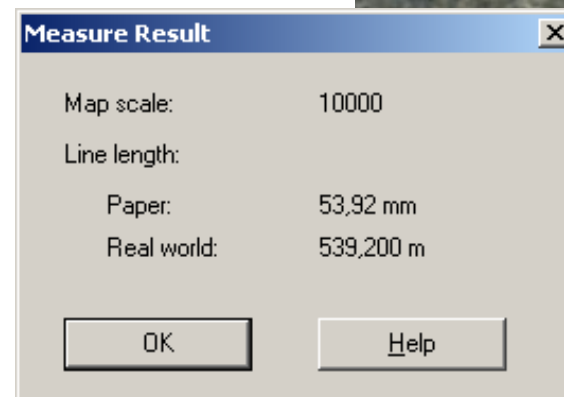 Measure Result
Map scale: 10000
Line length:
Paper: 53,92 mm
Real world: 539,200 m
OK Help